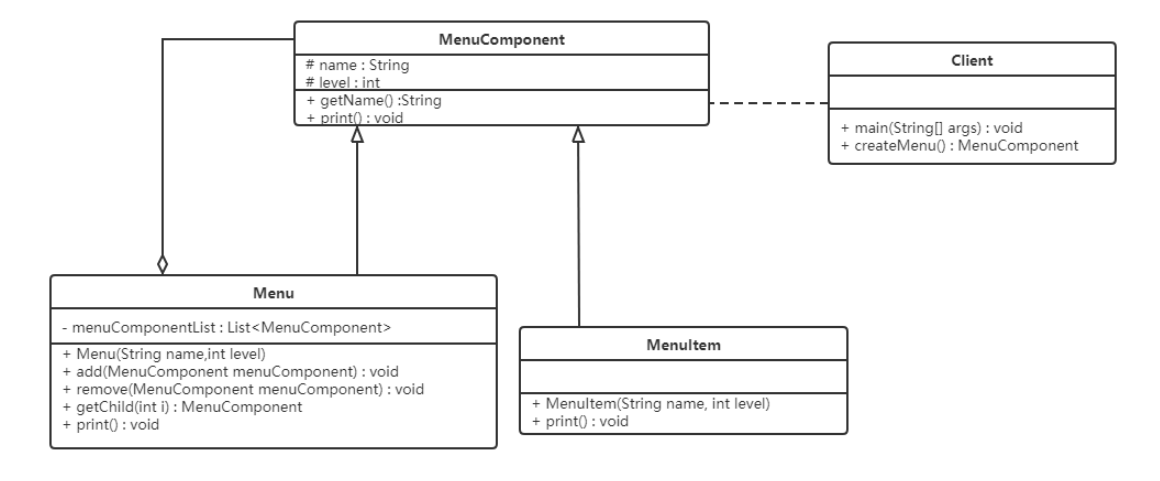 MenuComponent
# name : String
# level : int
+ getName() :String
+ print() : void
Client
+ main(String[] args) : void
+ createMenu() : MenuComponent
Menu
- menuComponentList : List<MenuComponent>
+ Menu(String name,int level)
+ add(MenuComponent menuComponent) : void
+ remove(MenuComponent menuComponent) : void
+ getChild(int i) : MenuComponent
+ print() : void
MenuItem
+ MenuItem(String name, int level)
+ print() : void